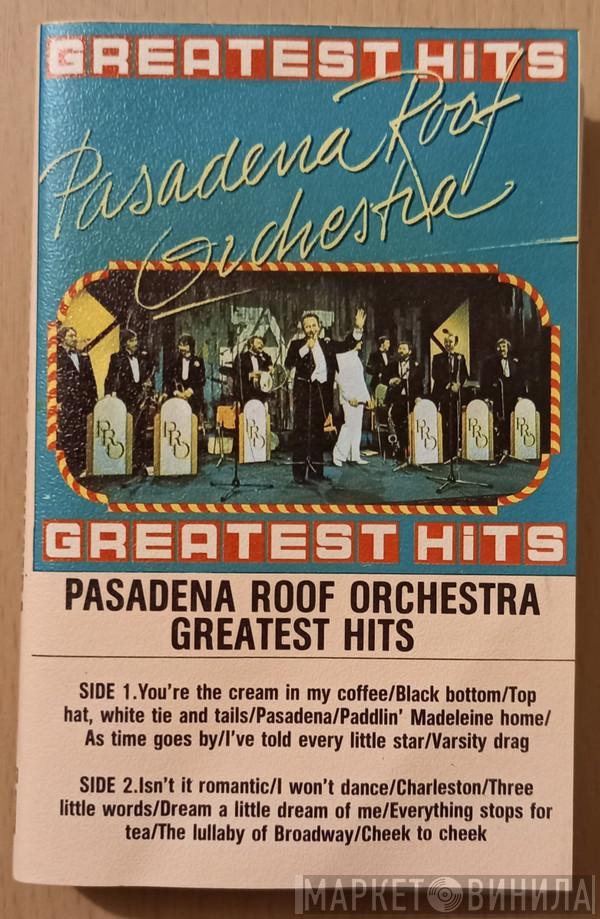 GREATEST HiTS
Pasadena Roof
Orchestra
PRO PRO PRO PRO PRO PRO
GREATEST HiTS
PASADENA ROOF ORCHESTRA
GREATEST HITS
SIDE 1.You're the cream in my coffee/Black bottom/Top
hat, white tie and tails/Pasadena/Paddlin' Madeleine home/
As time goes by/I've told every little star/Varsity drag
SIDE 2.Isn't it romantic/I won't dance/Charleston/Three
little words/Dream a little dream of me/Everything stops for
tea/The lullaby of Broadway/Cheek to cheek
МАРКЕТ ВИНИЛА